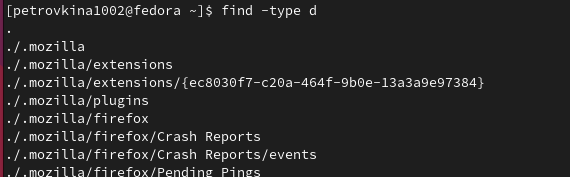 [petrovkina1002@fedora ~]$ find -type d
.
./.mozilla
./.mozilla/extensions
./.mozilla/extensions/{ec8030f7-c20a-464f-9b0e-13a3a9e97384}
./.mozilla/plugins
./.mozilla/firefox
./.mozilla/firefox/Crash Reports
./.mozilla/firefox/Crash Reports/events
./.mozilla/firefox/Pending Pings